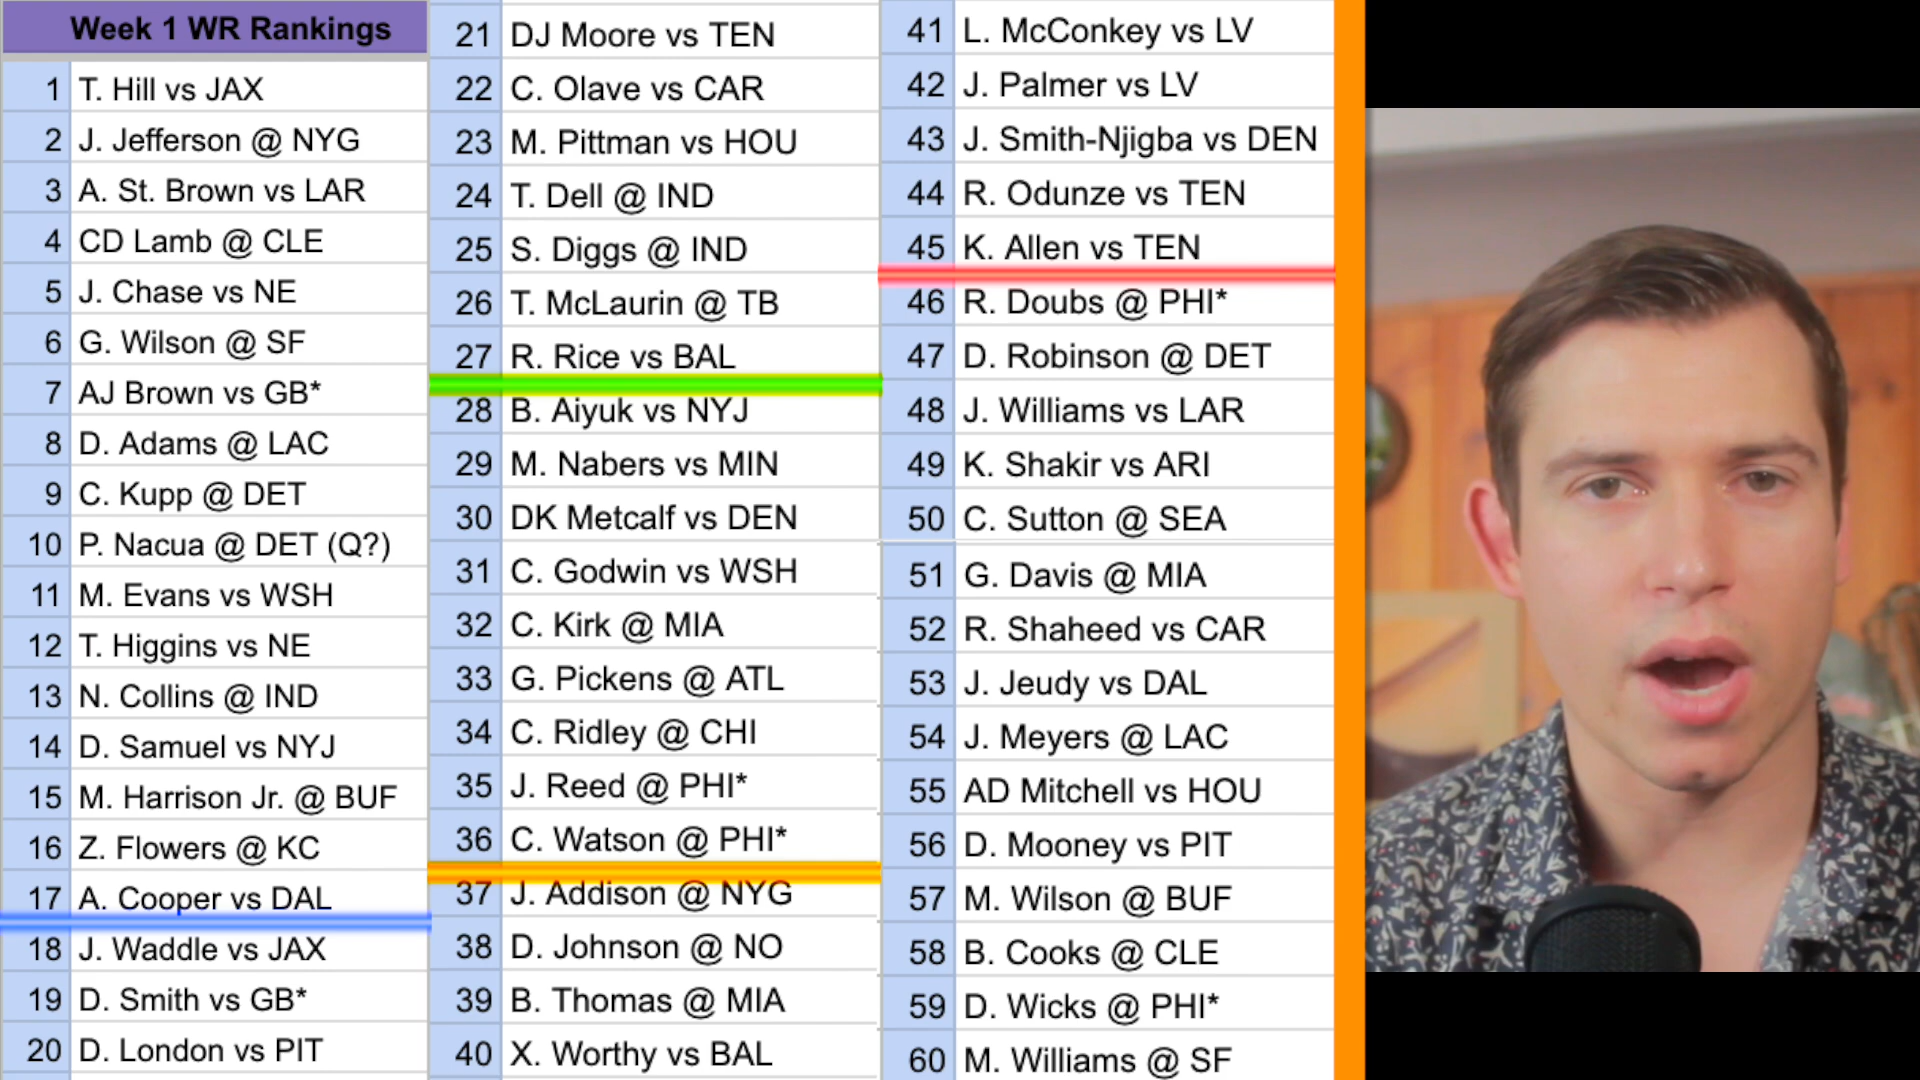 Week 1 WR Rankings
1 T. Hill vs JAX
2 J. Jefferson @ NYG
3 A. St. Brown vs LAR
4 CD Lamb @ CLE
5 J. Chase vs NE
6 G. Wilson @ SF
7 AJ Brown vs GB*
8 D. Adams @ LAC
9 C. Kupp @ DET
10 P. Nacua @ DET (Q?)
11 M. Evans vs WSH
12 T. Higgins vs NE
13 N. Collins @ IND
14 D. Samuel vs NYJ
15 M. Harrison Jr. @ BUF
16 Z. Flowers @ KC
17 A. Cooper vs DAL
18 J. Waddle vs JAX
19 D. Smith vs GB*
20 D. London vs PIT
21 DJ Moore vs TEN
22 C. Olave vs CAR
23 M. Pittman vs HOU
24 T. Dell @ IND
25 S. Diggs @ IND
26 T. McLaurin @ TB
27 R. Rice vs BAL
28 B. Aiyuk vs NYJ
29 M. Nabers vs MIN
30 DK Metcalf vs DEN
31 C. Godwin vs WSH
32 C. Kirk @ MIA
33 G. Pickens @ ATL
34 C. Ridley @ CHI
35 J. Reed @ PHI*
36 C. Watson @ PHI*
37 J. Addison @ NYG
38 D. Johnson @ NO
39 B. Thomas @ MIA
40 X. Worthy vs BAL
41 L. McConkey vs LV
42 J. Palmer vs LV
43 J. Smith-Njigba vs DEN
44 R. Odunze vs TEN
45 K. Allen vs TEN
46 R. Doubs @ PHI*
47 D. Robinson @ DET
48 J. Williams vs LAR
49 K. Shakir vs ARI
50 C. Sutton @ SEA
51 G. Davis @ MIA
52 R. Shaheed vs CAR
53 J. Jeudy vs DAL
54 J. Meyers @ LAC
55 AD Mitchell vs HOU
56 D. Mooney vs PIT
57 M. Wilson @ BUF
58 B. Cooks @ CLE
59 D. Wicks @ PHI*
60 M. Williams @ SF